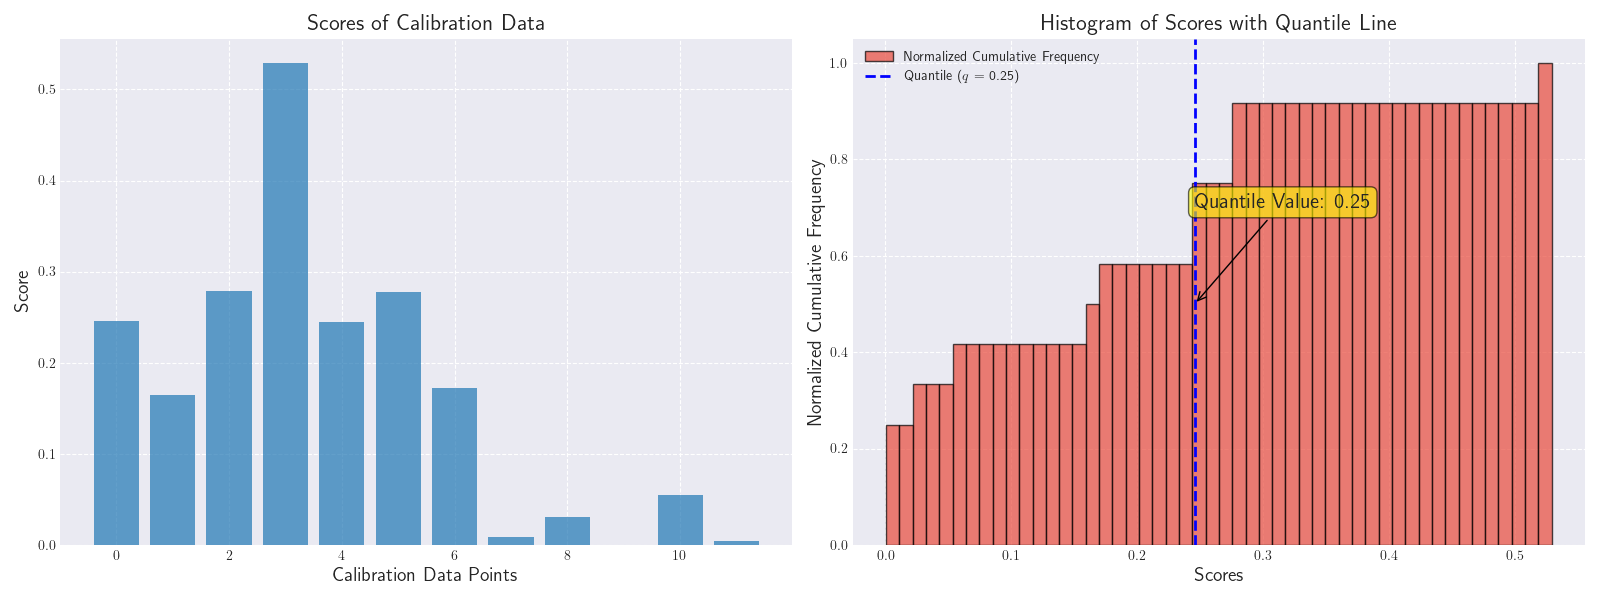 Scores of Calibration Data
Score
0.5
0.4
0.3
0.2
0.1
0.0
0 2 4 6 8 10
Calibration Data Points
Histogram of Scores with Quantile Line
Normalized Cumulative Frequency
Quantile (q = 0.25)
Normalized Cumulative Frequency
1.0
0.8
0.6
0.4
0.2
0.0
Quantile Value: 0.25
0.0 0.1 0.2 0.3 0.4 0.5
Scores